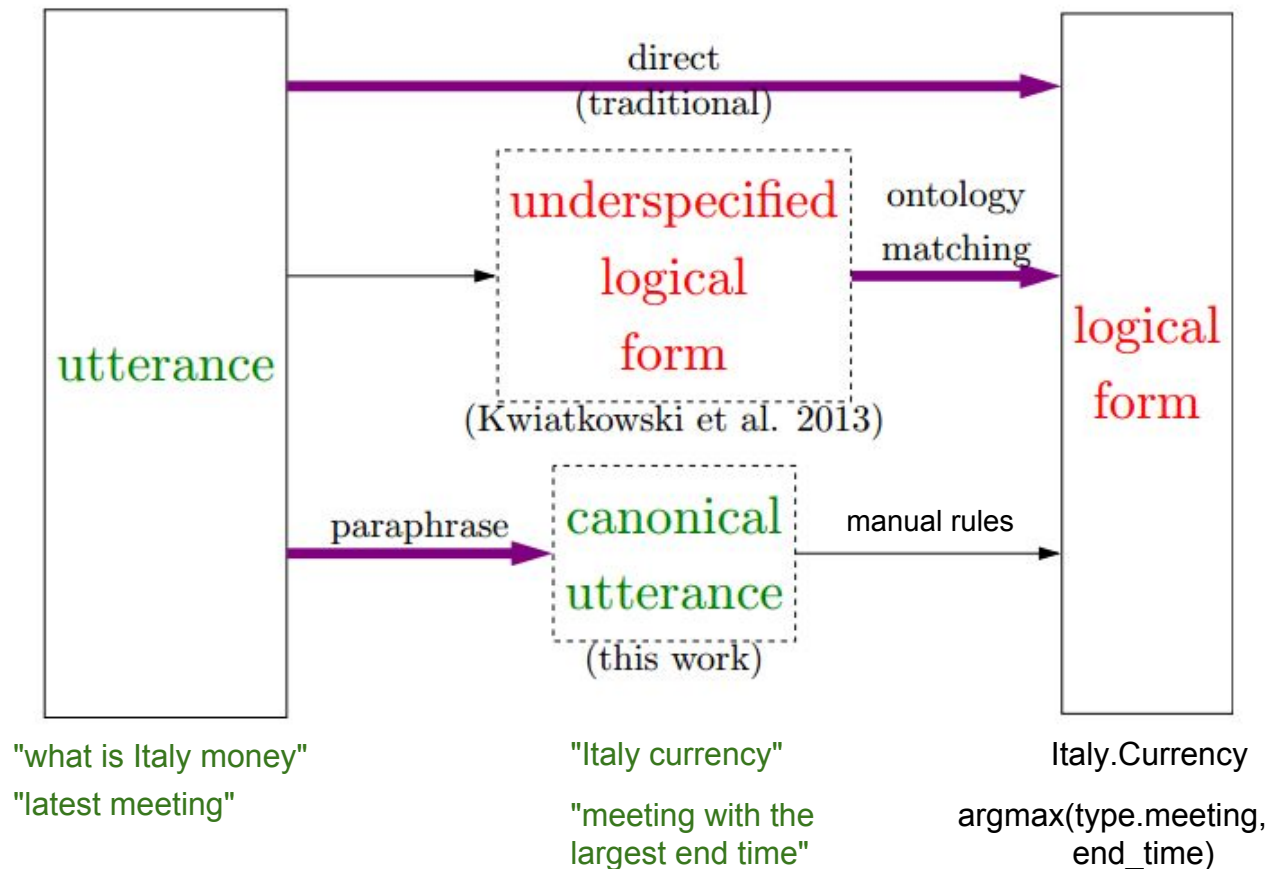 direct
(traditional)
underspecified
logical
form
(Kwiatkowski et al. 2013)
ontology
matching
utterance
logical
form
paraphrase
canonical
utterance
(this work)
manual rules
"what is Italy money"
"Italy currency"
Italy.Currency
"latest meeting"
"meeting with the
largest end time"
argmax(type.meeting,
end_time)